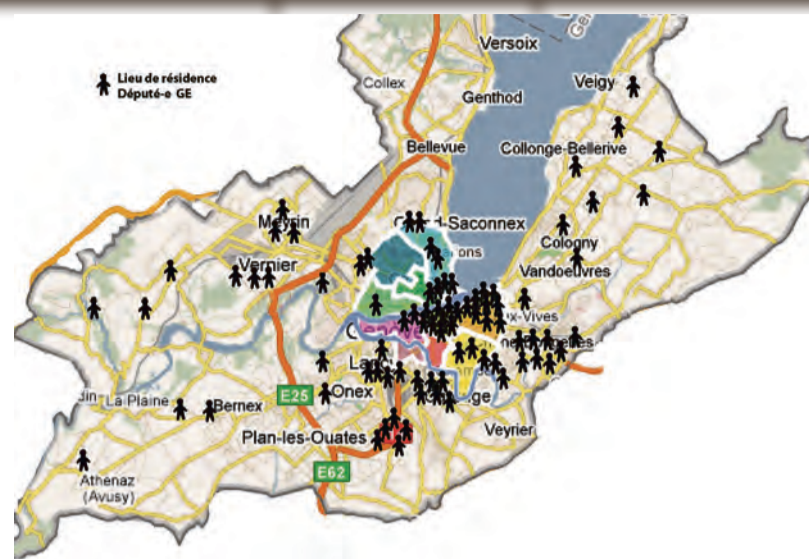 Versoix
Lieu de résidence
Député-e GE
Collex
Veigy
Genthod
Bellevue
Collonge-Bellerive
Meyrin
Saconnex
Cologny
Vernier
Vandoeuvres
Onex
E25
La Plaine
Bernex
Plan-les-Ouates
Veyrier
E62
Athenaz
(Avusy)